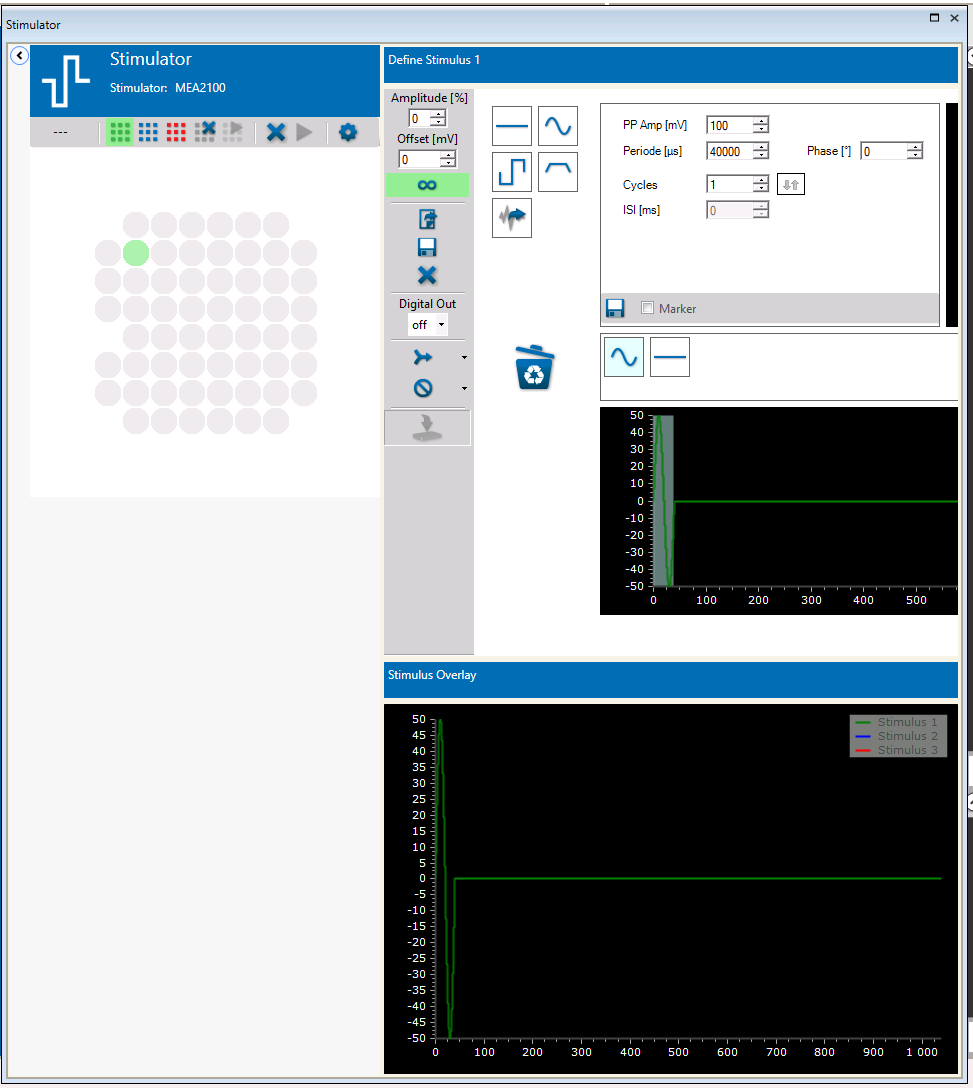 Stimulator
Stimulator
Stimulator: MEA2100
---
Define Stimulus 1
Amplitude [%]
0
Offset [mV]
0
Digital Out
off
PP Amp [mV] 100
Periode [µs] 40000 Phase [°] 0
Cycles 1
ISI [ms] 0
Marker
50
40
30
20
10
0
-10
-20
-30
-40
-50
0 100 200 300 400 500
Stimulus Overlay
Stimulus 1
Stimulus 2
Stimulus 3
50
45
40
35
30
25
20
15
10
5
0
-5
-10
-15
-20
-25
-30
-35
-40
-45
-50
0 100 200 300 400 500 600 700 800 900 1 000